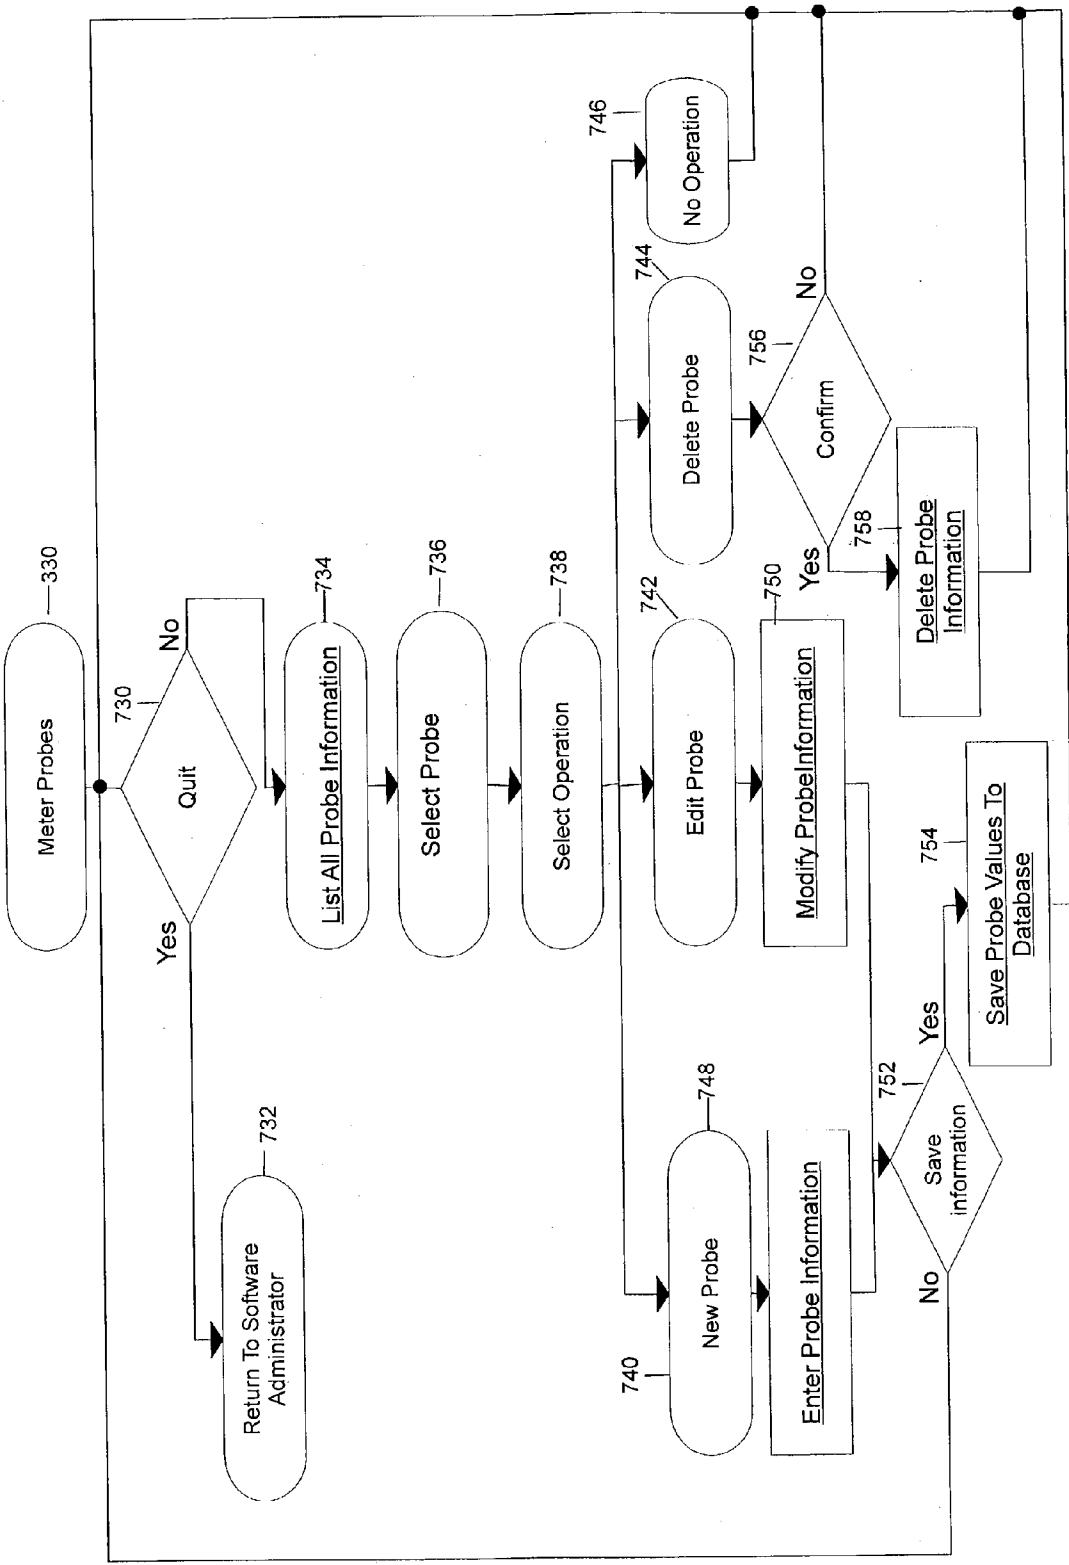 Meter Probes
330
730
Quit
Yes
No
Return To Software
Administrator
732
List All Probe Information
734
Select Probe
736
Select Operation
738
740
New Probe
748
Edit Probe
742
Delete Probe
744
No Operation
746
Enter Probe Information
Modify ProbeInformation
750
Confirm
756
Yes
No
758
Delete Probe
Information
Save
information
752
No
Yes
Save Probe Values To
Database
754